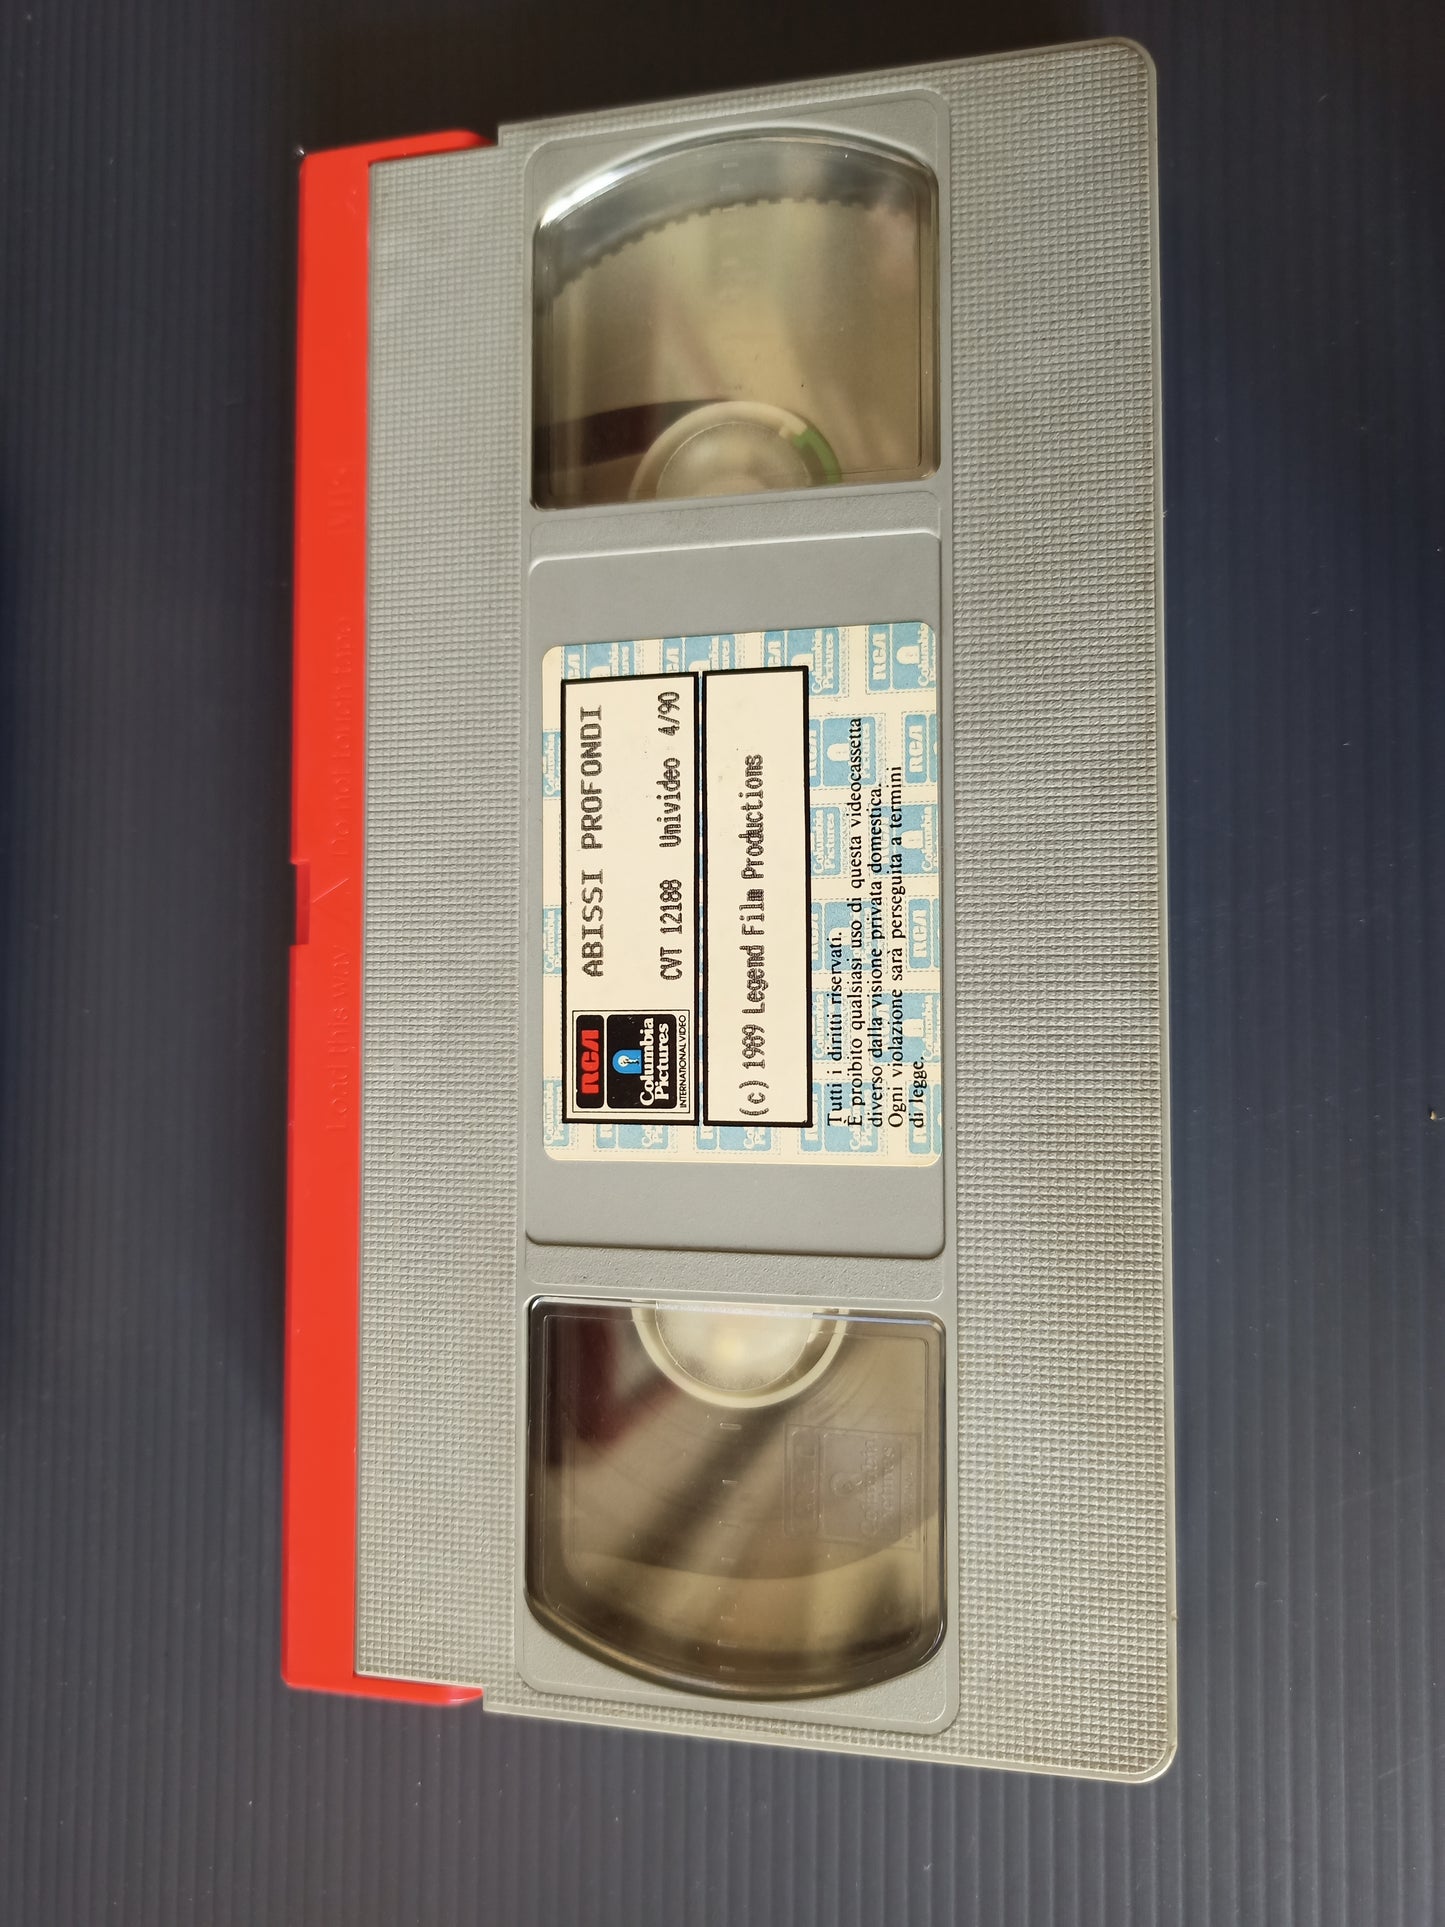 Load this way Do not touch tape
VHS
RCA
Columbia
Pictures
INTERNATIONAL VIDEO
ABISSI PROFONDI
CVT 12188 Univideo 4/90
(c) 1989 Legend Film Productions
Tutti i diritti riservati.
È proibito qualsiasi uso di questa videocassetta
diverso dalla visione privata domestica.
Ogni violazione sarà perseguita a termini
di legge.